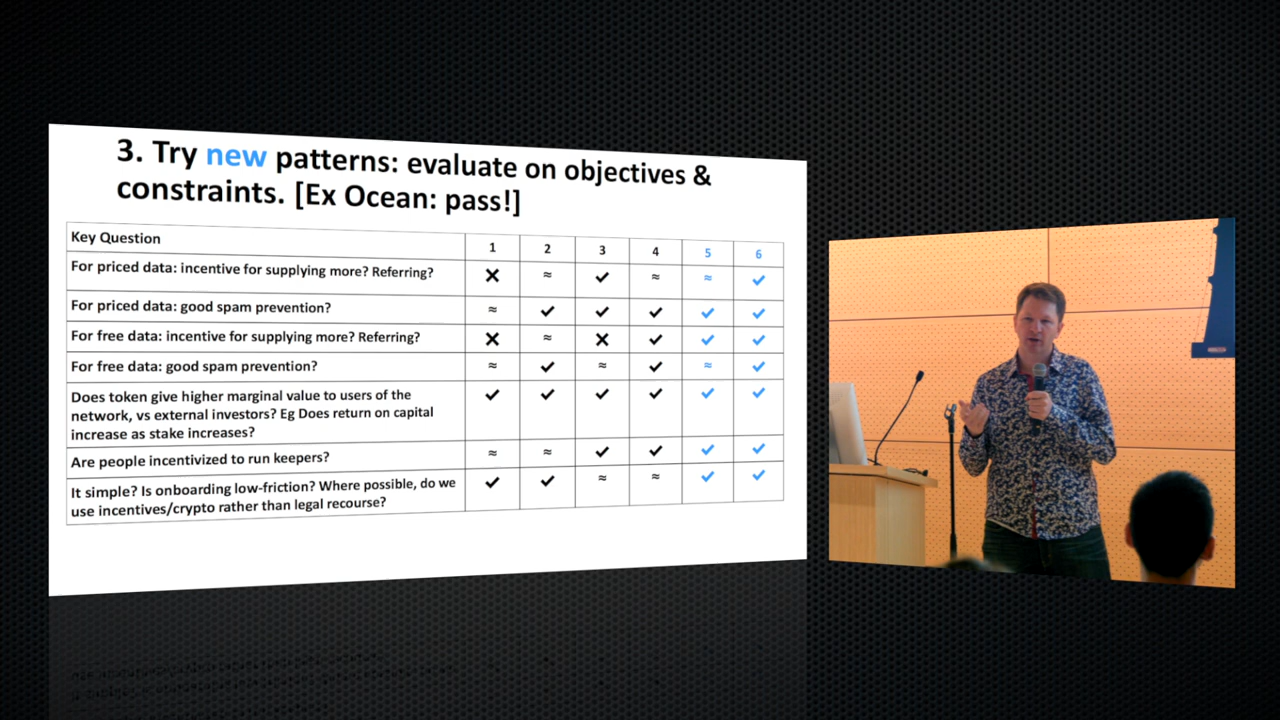 3. Try new patterns: evaluate on objectives &
constraints. [Ex Ocean: pass!]
Key Question 1 2 3 4 5 6
For priced data: incentive for supplying more? Referring? ✕ ≈ ✓ ≈ ≈ ✓
For priced data: good spam prevention? ≈ ✓ ✓ ✓ ✓ ✓
For free data: incentive for supplying more? Referring? ✕ ≈ ✕ ✓ ✓ ✓
For free data: good spam prevention? ≈ ✓ ≈ ✓ ≈ ✓
Does token give higher marginal value to users of the
network, vs external investors? Eg Does return on capital
increase as stake increases? ✓ ✓ ✓ ✓ ✓ ✓
Are people incentivized to run keepers? ≈ ≈ ✓ ✓ ✓ ✓
It simple? Is onboarding low-friction? Where possible, do we
use incentives/crypto rather than legal recourse? ✓ ✓ ≈ ≈ ✓ ✓